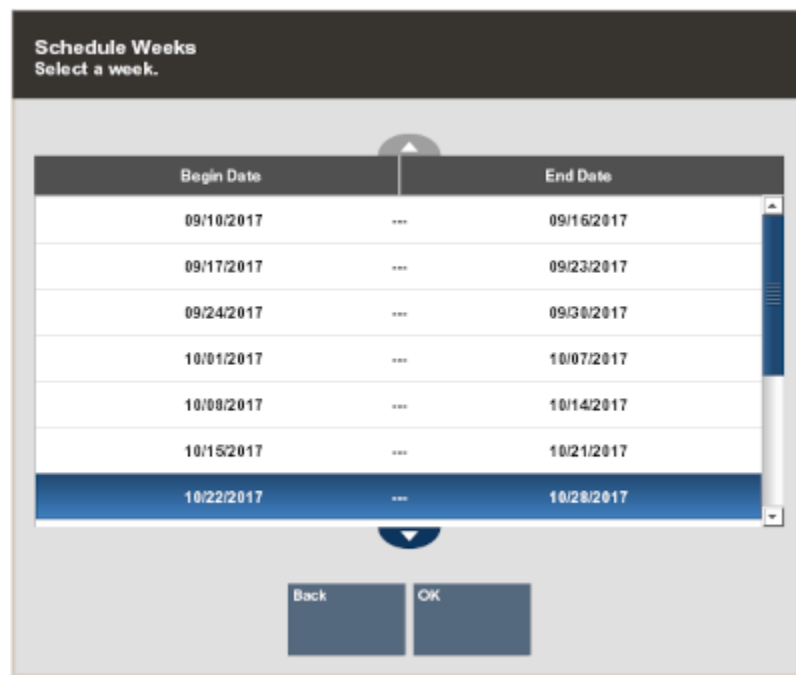 Schedule Weeks
Select a week.
Begin Date End Date
09/10/2017 --- 09/16/2017
09/17/2017 --- 09/23/2017
09/24/2017 --- 09/30/2017
10/01/2017 --- 10/07/2017
10/08/2017 --- 10/14/2017
10/15/2017 --- 10/21/2017
10/22/2017 --- 10/28/2017
Back OK